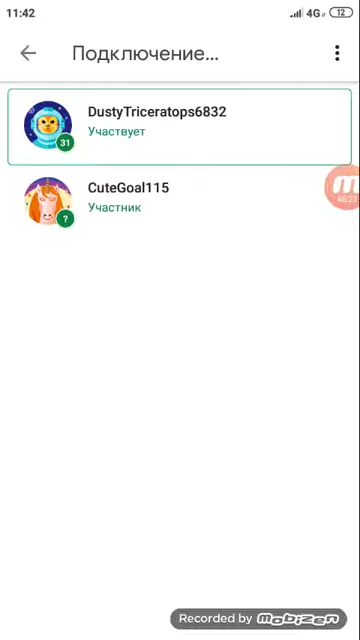 11:42
4G
12
Подключение...
DustyTriceratops6832
Участвует
31
CuteGoal115
Участник
?
m
Recorded by mobizen